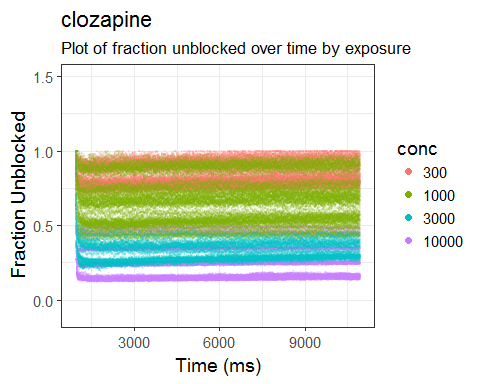 clozapine
Plot of fraction unblocked over time by exposure
1.5
1.0
0.5
0.0
Fraction Unblocked
3000
6000
9000
Time (ms)
conc
300
1000
3000
10000